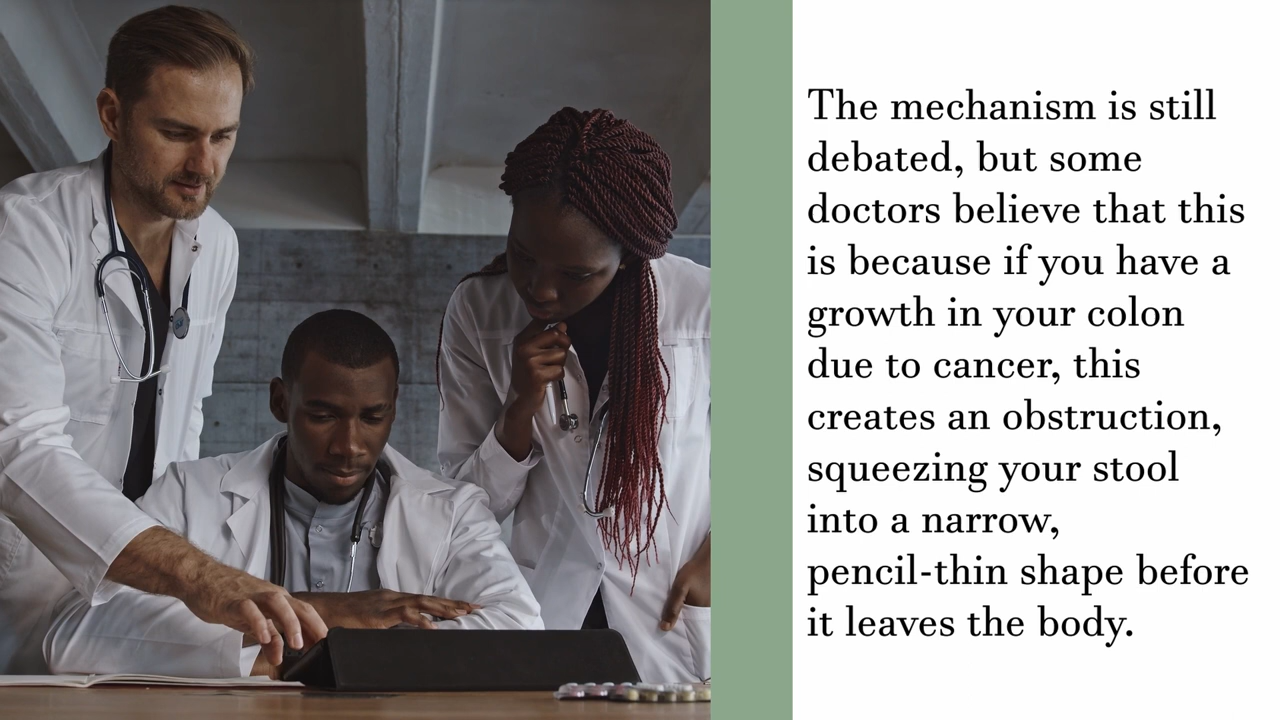 The mechanism is still
debated, but some
doctors believe that this
is because if you have a
growth in your colon
due to cancer, this
creates an obstruction,
squeezing your stool
into a narrow,
pencil-thin shape before
it leaves the body.